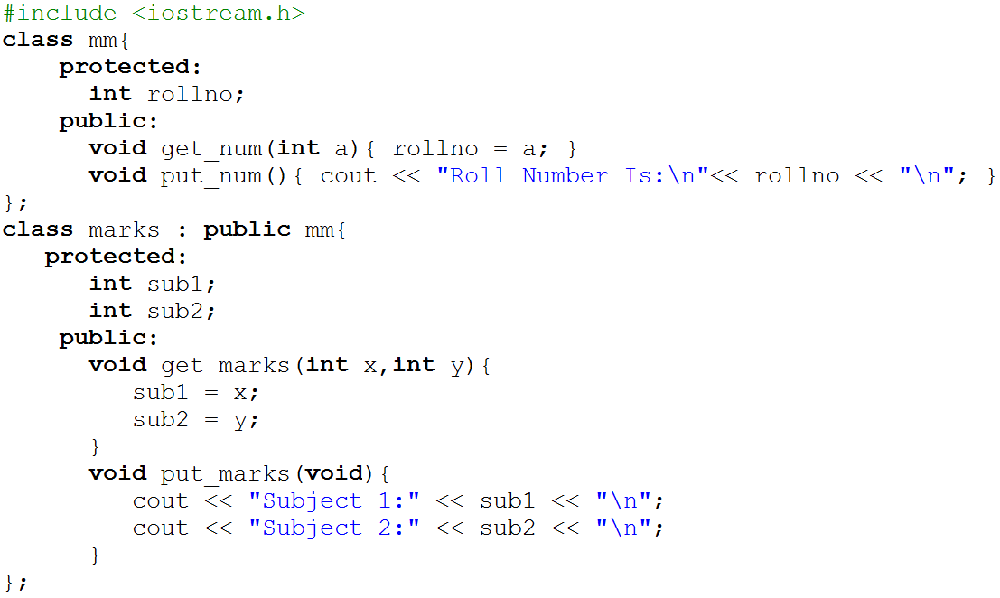 #include <iostream.h>
class mm{
    protected:
      int rollno;
    public:
      void get_num(int a){ rollno = a; }
      void put_num(){ cout << "Roll Number Is:\n"<< rollno << "\n"; }
};
class marks : public mm{
   protected:
      int sub1;
      int sub2;
    public:
      void get_marks(int x,int y){
         sub1 = x;
         sub2 = y;
      }
      void put_marks(void){
         cout << "Subject 1:" << sub1 << "\n";
         cout << "Subject 2:" << sub2 << "\n";
      }
};